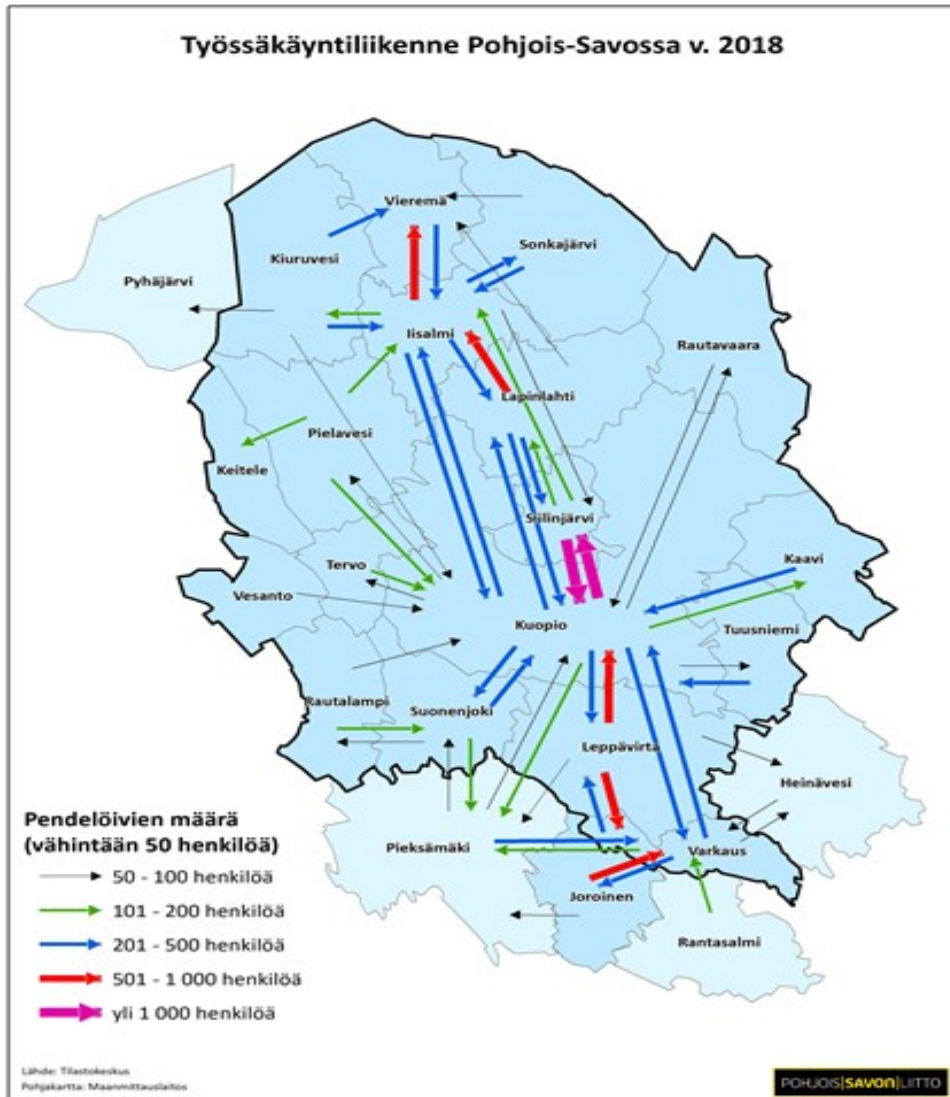 Työssäkäyntiliikenne Pohjois-Savossa v. 2018
Vieremä
Sonkajärvi
Kiuruvesi
Pyhäjärvi
Iisalmi
Rautavaara
Lapinlahti
Pielavesi
Keitele
Siilinjärvi
Kaavi
Tervo
Vesanto
Kuopio
Tuusniemi
Rautalampi
Suonenjoki
Leppävirta
Heinävesi
Pieksämäki
Varkaus
Joroinen
Rantasalmi
Pendelöivien määrä
(vähintään 50 henkilöä)
50 - 100 henkilöä
101 - 200 henkilöä
201 - 500 henkilöä
501 - 1 000 henkilöä
yli 1 000 henkilöä
Lähde: Tilastokeskus
Pohjakartta: Maanmittauslaitos
POHJOIS|SAVON|LIITTO